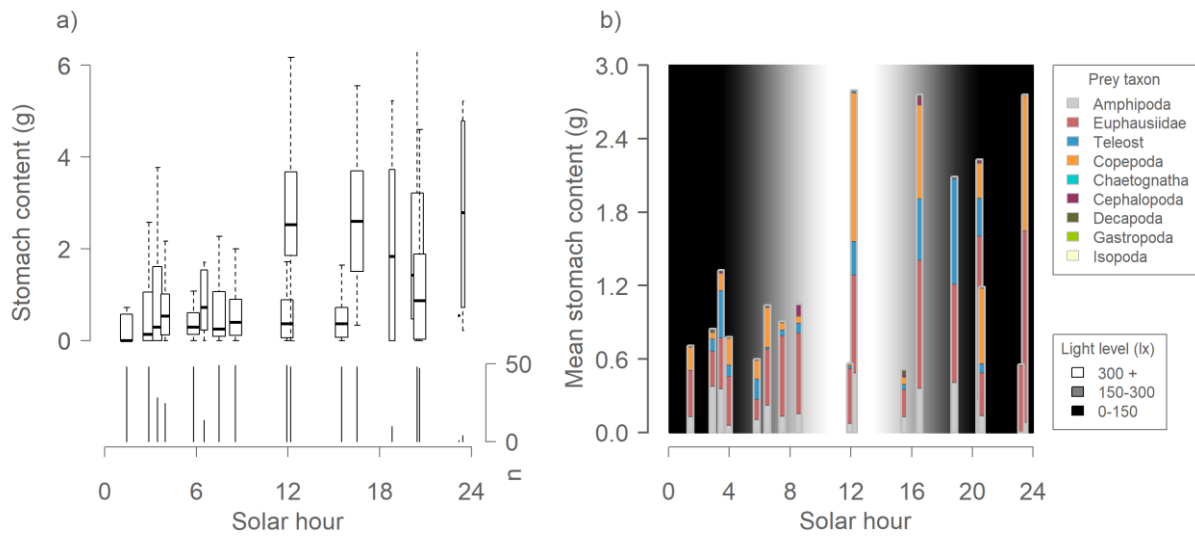 a)
Stomach content (g)
6
4
2
0
50
0
n
0 6 12 18 24
Solar hour
b)
Mean stomach content (g)
3.0
2.4
1.8
1.2
0.6
0.0
0 4 8 12 16 20 24
Solar hour
Prey taxon
Amphipoda
Euphausiidae
Teleost
Copepoda
Chaetognatha
Cephalopoda
Decapoda
Gastropoda
Isopoda
Light level (lx)
300 +
150-300
0-150